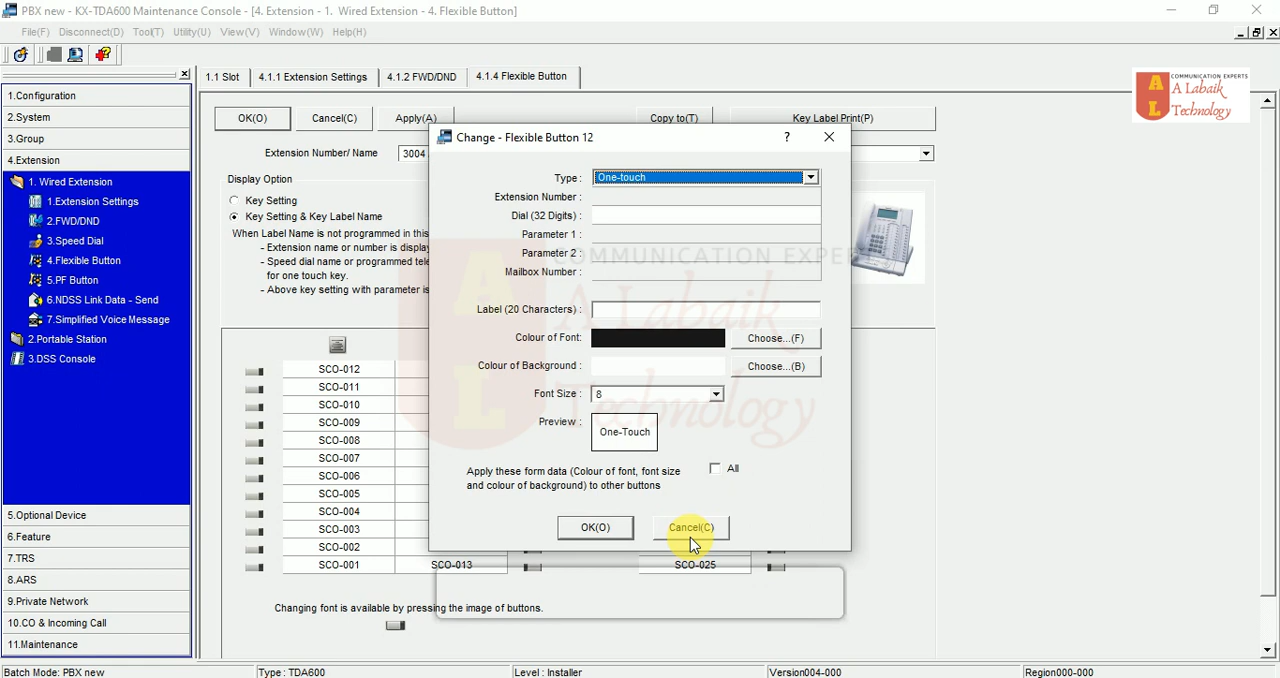 PBX new - KX-TDA600 Maintenance Console - [4. Extension - 1. Wired Extension - 4. Flexible Button]
File(F) Disconnect(D) Tool(T) Utility(U) View(V) Window(W) Help(H)
1.Configuration
2.System
3.Group
4.Extension
1. Wired Extension
1.Extension Settings
2.FWD/DND
3.Speed Dial
4.Flexible Button
5.PF Button
6.NDSS Link Data - Send
7.Simplified Voice Message
2.Portable Station
3.DSS Console
5.Optional Device
6.Feature
7.TRS
8.ARS
9.Private Network
10.CO & Incoming Call
11.Maintenance
1.1 Slot 4.1.1 Extension Settings 4.1.2 FWD/DND 4.1.4 Flexible Button
OK(O) Cancel(C) Apply(A) Copy to(T) Key Label Print(P)
Extension Number/ Name 3004
Display Option
Key Setting
Key Setting & Key Label Name
When Label Name is not programmed in this
- Extension name or number is display
- Speed dial name or programmed tele
for one touch key.
- Above key setting with parameter is
SCO-012
SCO-011
SCO-010
SCO-009
SCO-008
SCO-007
SCO-006
SCO-005
SCO-004
SCO-003
SCO-002
SCO-001 SCO-013 SCO-025
Changing font is available by pressing the image of buttons.
Change - Flexible Button 12
Type : One-touch
Extension Number :
Dial (32 Digits) :
Parameter 1 :
Parameter 2 :
Mailbox Number :
Label (20 Characters) :
Colour of Font: Choose...(F)
Colour of Background : Choose...(B)
Font Size : 8
Preview : One-Touch
Apply these form data (Colour of font, font size
and colour of background) to other buttons
All
OK(O) Cancel(C)
COMMUNICATION EXPERTS
A L
A Labaik
Technology
COMMUNICATION EXPE
A L
A Labaik
Technology
Batch Mode: PBX new Type : TDA600 Level : Installer Version004-000 Region000-000